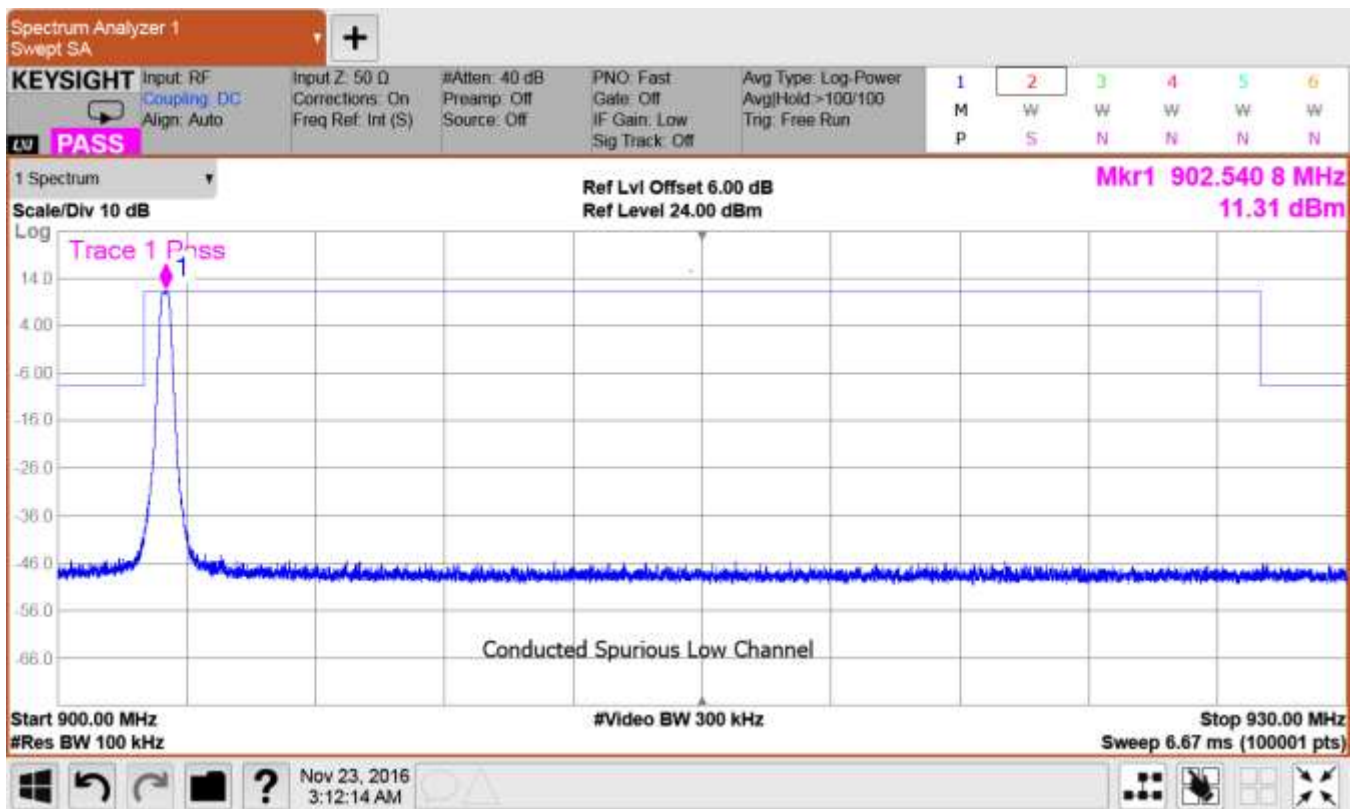 Spectrum Analyzer 1
Swept SA
KEYSIGHT
Input: RF
Coupling: DC
Align: Auto
Input Z: 50 Ω
Corrections: On
Freq Ref: Int (S)
#Atten: 40 dB
Preamp: Off
Source: Off
PNO: Fast
Gate: Off
IF Gain: Low
Sig Track: Off
Avg Type: Log-Power
Avg|Hold:>100/100
Trig: Free Run
1 2 3 4 5 6
M W W W W W
P S N N N N
LXI PASS
1 Spectrum
Scale/Div 10 dB
Ref Lvl Offset 6.00 dB
Ref Level 24.00 dBm
Mkr1 902.540 8 MHz
11.31 dBm
Log
Trace 1 Pass
1
14.0
4.00
-6.00
-16.0
-26.0
-36.0
-46.0
-56.0
-66.0
Conducted Spurious Low Channel
Start 900.00 MHz
#Video BW 300 kHz
Stop 930.00 MHz
#Res BW 100 kHz
Sweep 6.67 ms (100001 pts)
?
Nov 23, 2016
3:12:14 AM